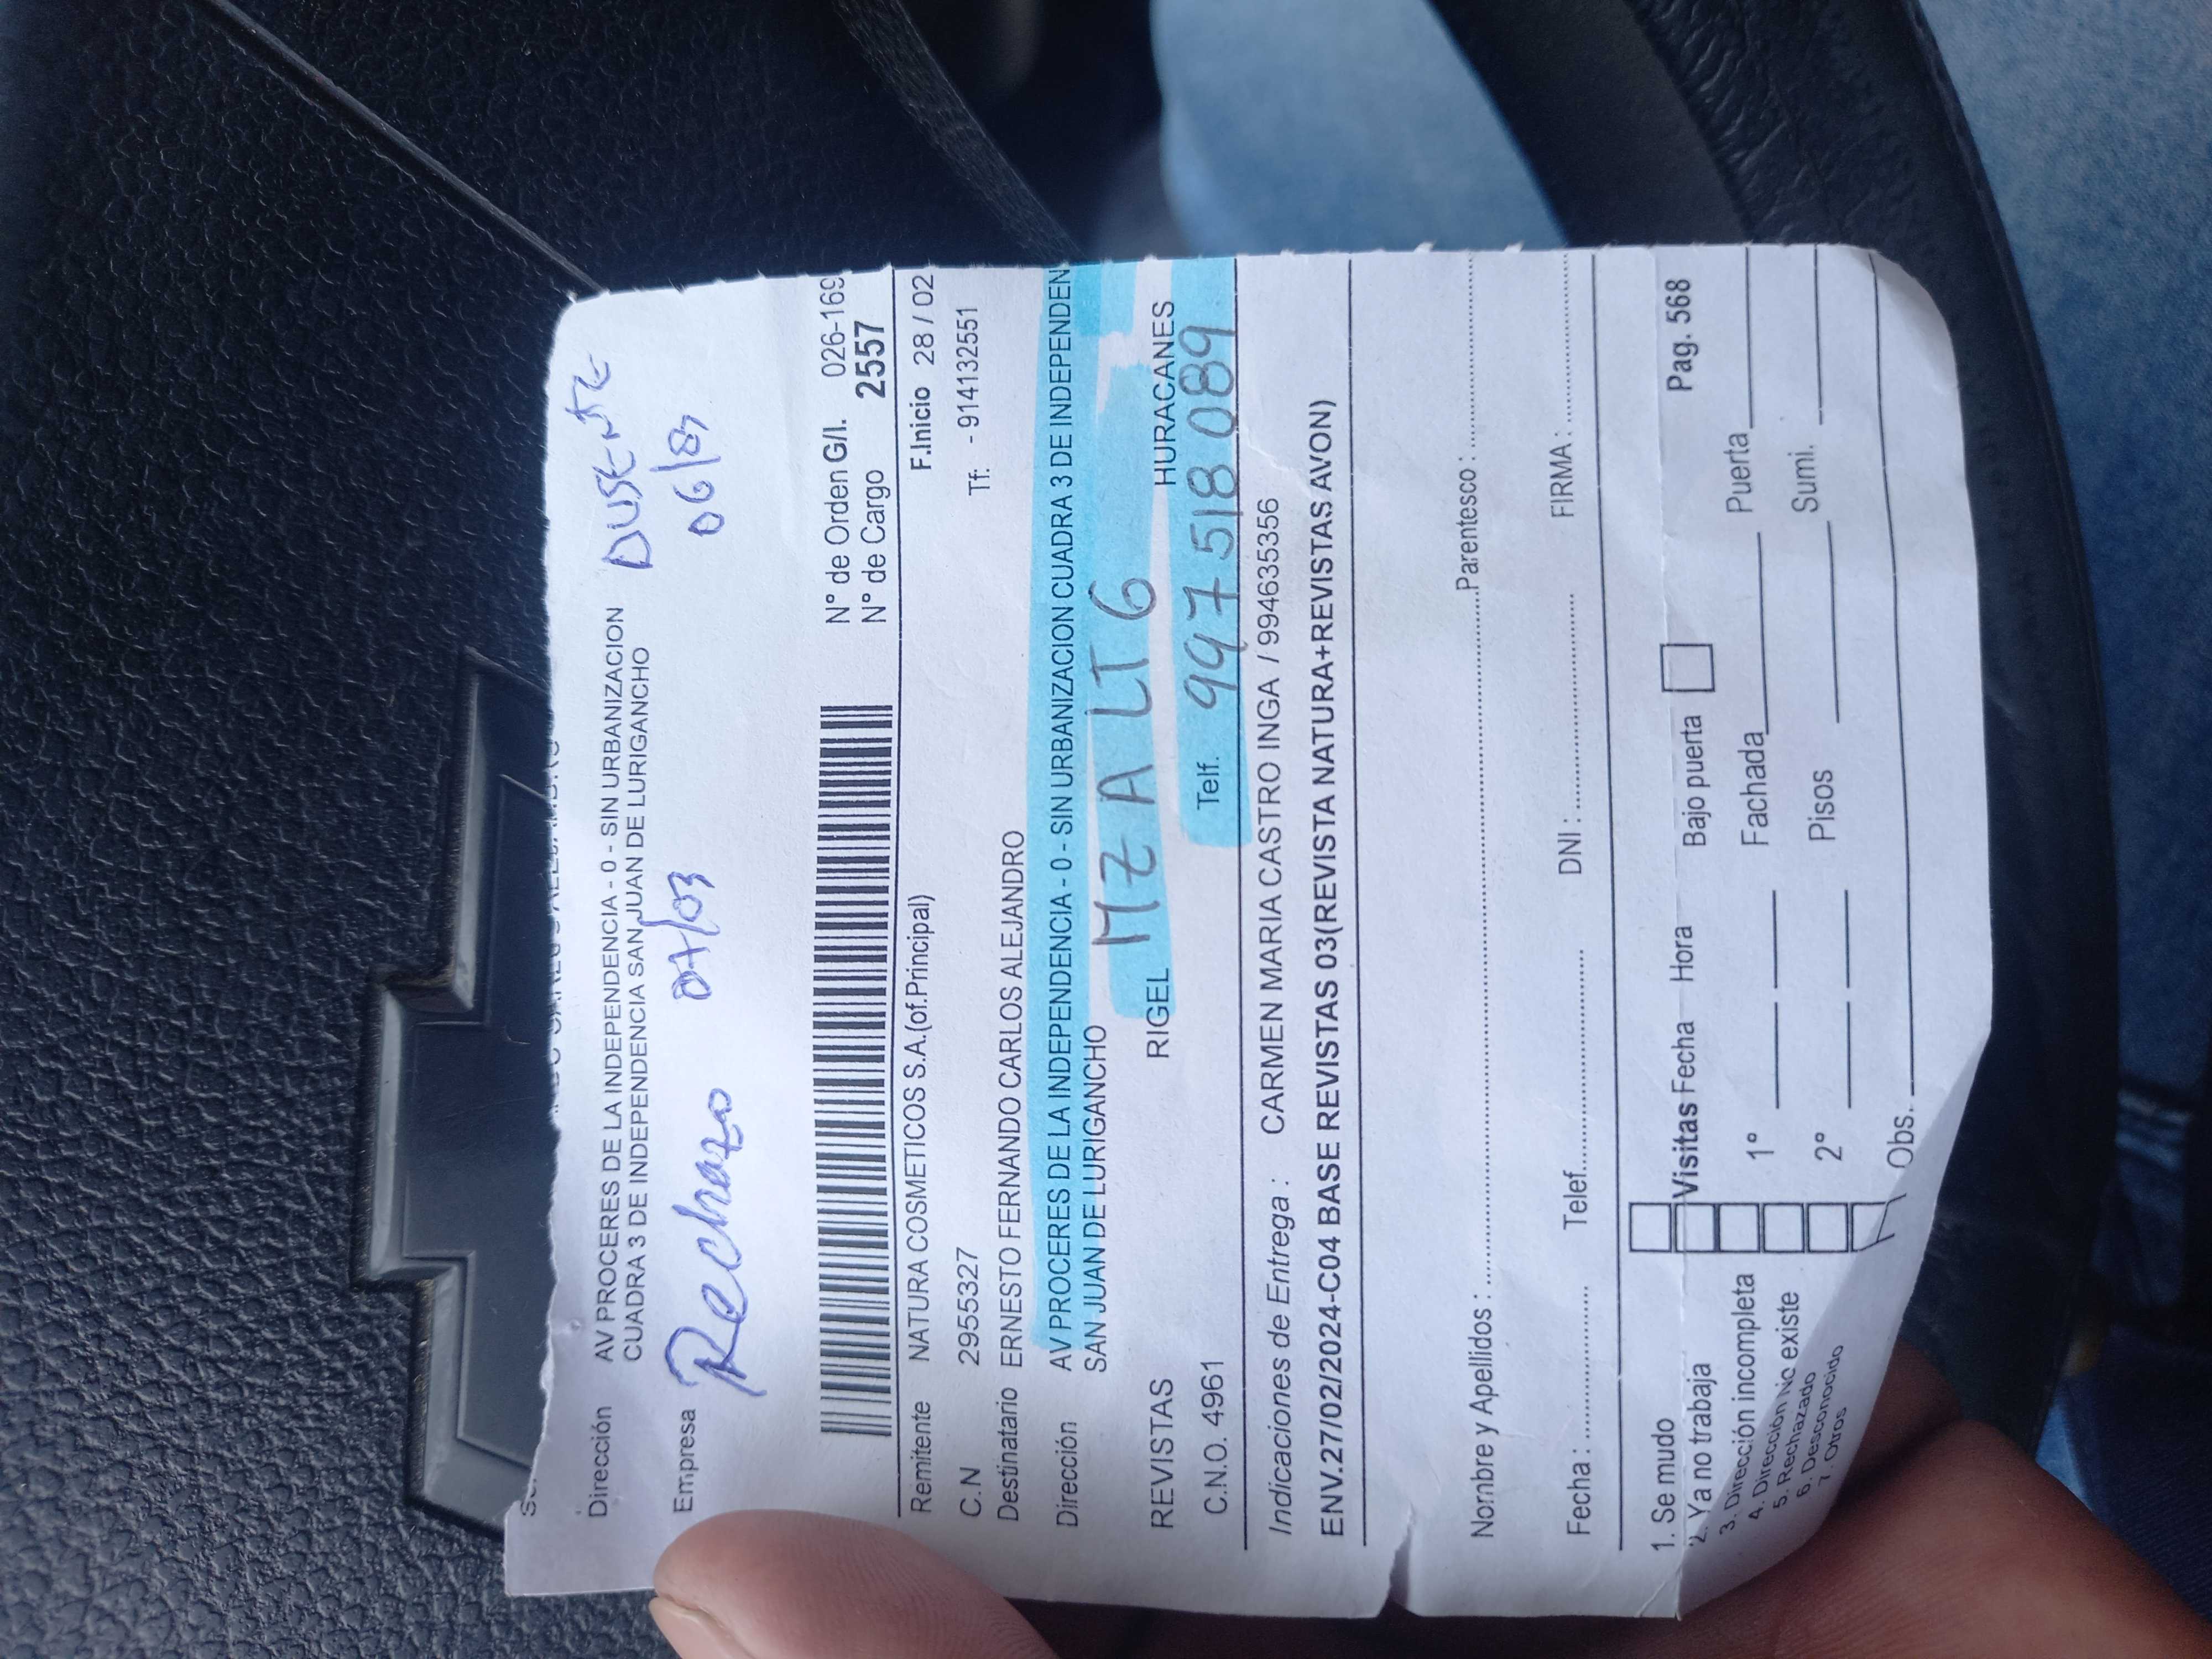 Dirección AV PROCERES DE LA INDEPENDENCIA - 0 - SIN URBANIZACION
CUADRA 3 DE INDEPENDENCIA SAN JUAN DE LURIGANCHO
AUSENTE
06/03
Empresa
Rechazo 07/03
N° de Orden G/I. 026-169
N° de Cargo 2557
Remitente NATURA COSMETICOS S.A.(of.Principal) F.Inicio 28 / 02
C.N 29553327 Tf: - 914132551
Destinatario ERNESTO FERNANDO CARLOS ALEJANDRO
Dirección AV PROCERES DE LA INDEPENDENCIA - 0 - SIN URBANIZACION CUADRA 3 DE INDEPENDEN
SAN JUAN DE LURIGANCHO
MZ A LT 6
REVISTAS RIGEL HURACANES
C.N.O. 4961 Telf. 997 518 089
Indicaciones de Entrega : CARMEN MARIA CASTRO INGA / 994635356
ENV.27/02/2024-C04 BASE REVISTAS 03(REVISTA NATURA+REVISTAS AVON)
Nombre y Apellidos : Parentesco :
Fecha : Telef. DNI : FIRMA :
1. Se mudo Visitas Fecha Hora Bajo puerta Pag. 568
2. Ya no trabaja
3. Dirección incompleta 1° Fachada Puerta
4. Dirección No existe
5. Rechazado 2° Pisos Sumi.
6. Desconocido
7. Otros Obs.